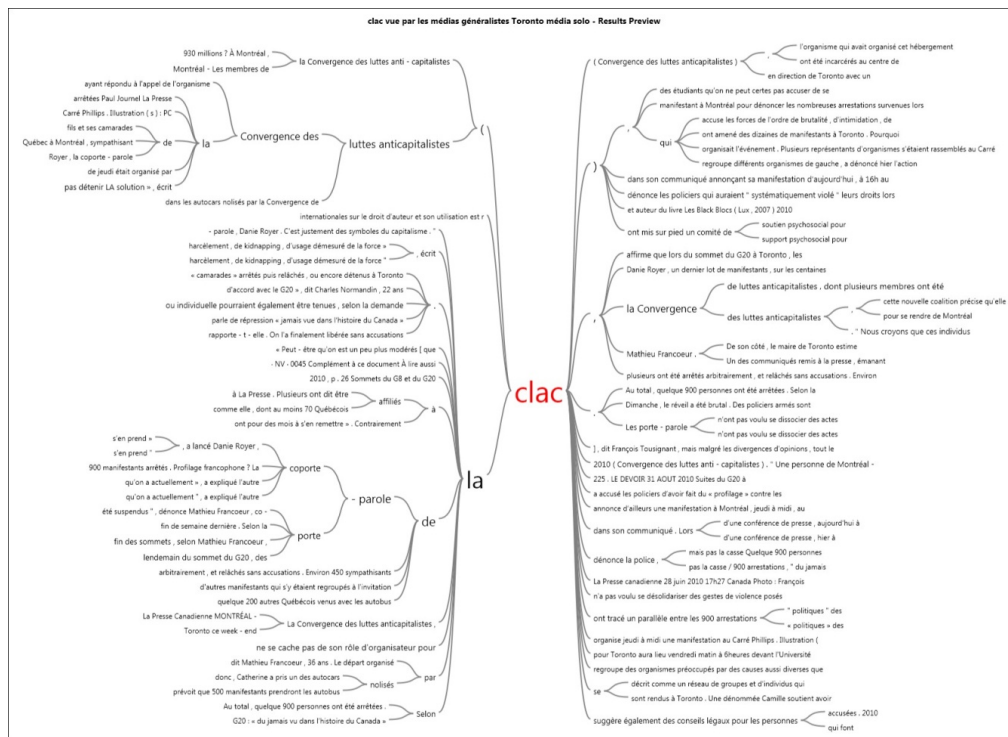 clac vue par les médias généralistes Toronto média solo - Results Preview
930 millions ? À Montréal ,
Montréal - Les membres de
la Convergence des luttes anti - capitalistes
ayant répondu à l'appel de l'organisme
arrêtées Paul Journel La Presse
Carré Phillips . Illustration { s } : PC
fils et ses camarades
Québec à Montréal , sympathisant
Royer , la coporte - parole
de
de jeudi était organisé par
pas détenir LA solution » , écrit
la
Convergence des
dans les autocars nolisés par la Convergence de
luttes anticapitalistes
(
internationales sur le droit d'auteur et son utilisation est r
- parole , Danie Royer . C'est justement des symboles du capitalisme . "
harcèlement, de kidnapping , d'usage démesuré de la force »
harcèlement, de kidnapping , d'usage démesuré de la force "
, écrit
« camarades » arrêtés puis relâchés , ou encore détenus à Toronto
d'accord avec le G20 » , dit Charles Normandin , 22 ans
ou individuelle pourraient également être tenues , selon la demande
parle de répression « jamais vue dans l'histoire du Canada »
rapporte - t - elle . On l'a finalement libérée sans accusations
,
« Peut - être qu'on est un peu plus modérés [ que
- NV - 0045 Complément à ce document À lire aussi
2010 , p . 26 Sommets du G8 et du G20
à La Presse . Plusieurs ont dit être
comme elle , dont au moins 70 Québécois
affiliés
ont pour des mois à s'en remettre » . Contrairement
à
s'en prend »
s'en prend "
, a lancé Danie Royer ,
900 manifestants arrêtés . Profilage francophone ? La
qu'on a actuellement » , a expliqué l'autre
qu'on a actuellement " , a expliqué l'autre
coporte
été suspendus " , dénonce Mathieu Francoeur , co -
fin de semaine dernière . Selon la
fin des sommets , selon Mathieu Francoeur ,
lendemain du sommet du G20 , des
porte
- parole
arbitrairement , et relâchés sans accusations . Environ 450 sympathisants
d'autres manifestants qui s'y étaient regroupés à l'invitation
quelque 200 autres Québécois venus avec les autobus
de
La Presse Canadienne MONTRÉAL -
Toronto ce week - end
La Convergence des luttes anticapitalistes ,
ne se cache pas de son rôle d'organisateur pour
dit Mathieu Francoeur , 36 ans . Le départ organisé
donc , Catherine a pris un des autocars
prévoit que 500 manifestants prendront les autobus
nolisés
par
Au total , quelque 900 personnes ont été arrêtées .
G20 : « du jamais vu dans l'histoire du Canada »
Selon
la
clac
( Convergence des luttes anticapitalistes )
,
l'organisme qui avait organisé cet hébergement
ont été incarcérés au centre de
en direction de Toronto avec un
)
,
des étudiants qu'on ne peut certes pas accuser de se
manifestant à Montréal pour dénoncer les nombreuses arrestations survenues lors
qui
accuse les forces de l'ordre de brutalité , d'intimidation , de
ont amené des dizaines de manifestants à Toronto . Pourquoi
organisait l'événement . Plusieurs représentants d'organismes s'étaient rassemblés au Carré
regroupe différents organismes de gauche , a dénoncé hier l'action
dans son communiqué annonçant sa manifestation d'aujourd'hui , à 16h au
dénonce les policiers qui auraient " systématiquement violé " leurs droits lors
et auteur du livre Les Black Blocs ( Lux , 2007 ) 2010
ont mis sur pied un comité de
soutien psychosocial pour
support psychosocial pour
,
affirme que lors du sommet du G20 à Toronto , les
Danie Royer , un dernier lot de manifestants , sur les centaines
la Convergence
de luttes anticapitalistes , dont plusieurs membres ont été
des luttes anticapitalistes
,
cette nouvelle coalition précise qu'elle
pour se rendre de Montréal
. " Nous croyons que ces individus
Mathieu Francoeur .
De son côté , le maire de Toronto estime
Un des communiqués remis à la presse , émanant
plusieurs ont été arrêtés arbitrairement , et relâchés sans accusations . Environ
.
Au total , quelque 900 personnes ont été arrêtées . Selon la
Dimanche , le réveil a été brutal . Des policiers armés sont
Les porte - parole
n'ont pas voulu se dissocier des actes
n'ont pas voulu se dissocier des actes
] , dit François Tousignant , mais malgré les divergences d'opinions , tout le
2010 ( Convergence des luttes anti - capitalistes ) . " Une personne de Montréal -
225 . LE DEVOIR 31 AOUT 2010 Suites du G20 à
a accusé les policiers d'avoir fait du « profilage » contre les
annonce d'ailleurs une manifestation à Montréal , jeudi à midi , au
dans son communiqué . Lors
d'une conférence de presse , aujourd'hui à
d'une conférence de presse , hier à
dénonce la police ,
mais pas la casse Quelque 900 personnes
pas la casse / 900 arrestations , " du jamais
La Presse canadienne 28 juin 2010 17h27 Canada Photo : François
n'a pas voulu se désolidariser des gestes de violence posés
ont tracé un parallèle entre les 900 arrestations
" politiques " des
« politiques » des
organise jeudi à midi une manifestation au Carré Phillips . Illustration (
pour Toronto aura lieu vendredi matin à 6heures devant l'Université
regroupe des organismes préoccupés par des causes aussi diverses que
se
décrit comme un réseau de groupes et d'individus qui
sont rendus à Toronto . Une dénommée Camille soutient avoir
suggère également des conseils légaux pour les personnes
accusées . 2010
qui font